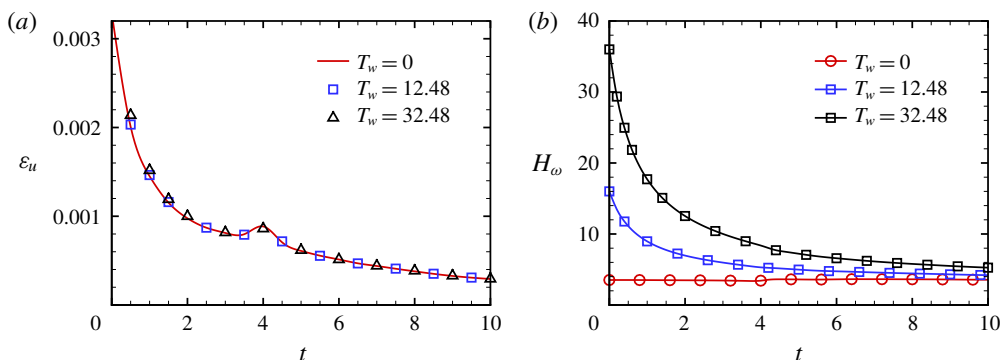 (a)
0.003
0.002
0.001
0
ε_u
T_w = 0
T_w = 12.48
T_w = 32.48
2
4
6
8
10
t
(b)
40
30
20
10
0
H_ω
T_w = 0
T_w = 12.48
T_w = 32.48
2
4
6
8
10
t